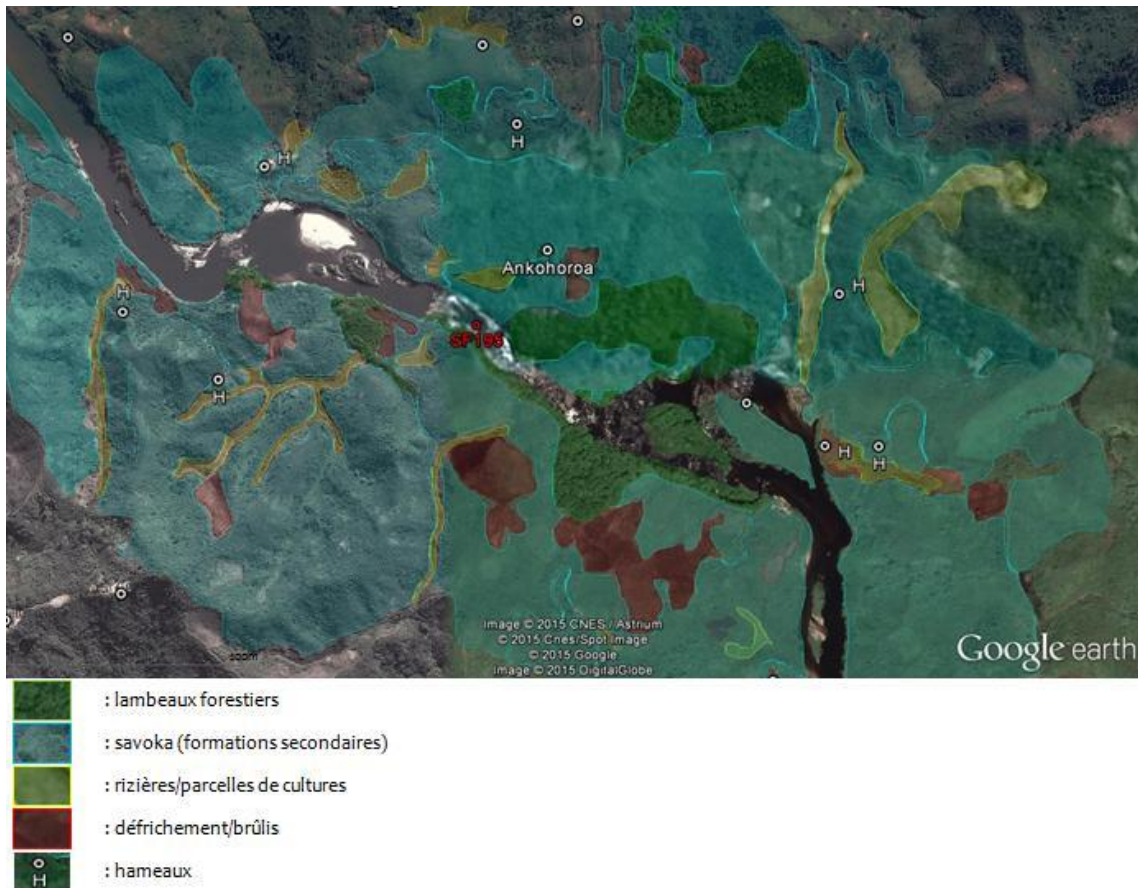 H
H
Ankohoroa
H
H
SF195
H
H
H
Image © 2015 CNES / Astrium
© 2015 Cnes/Spot Image
© 2015 Google
Image © 2015 DigitalGlobe
Google earth
: lambeaux forestiers
: savoka (formations secondaires)
: rizières/parcelles de cultures
: défrichement/brûlis
H
: hameaux